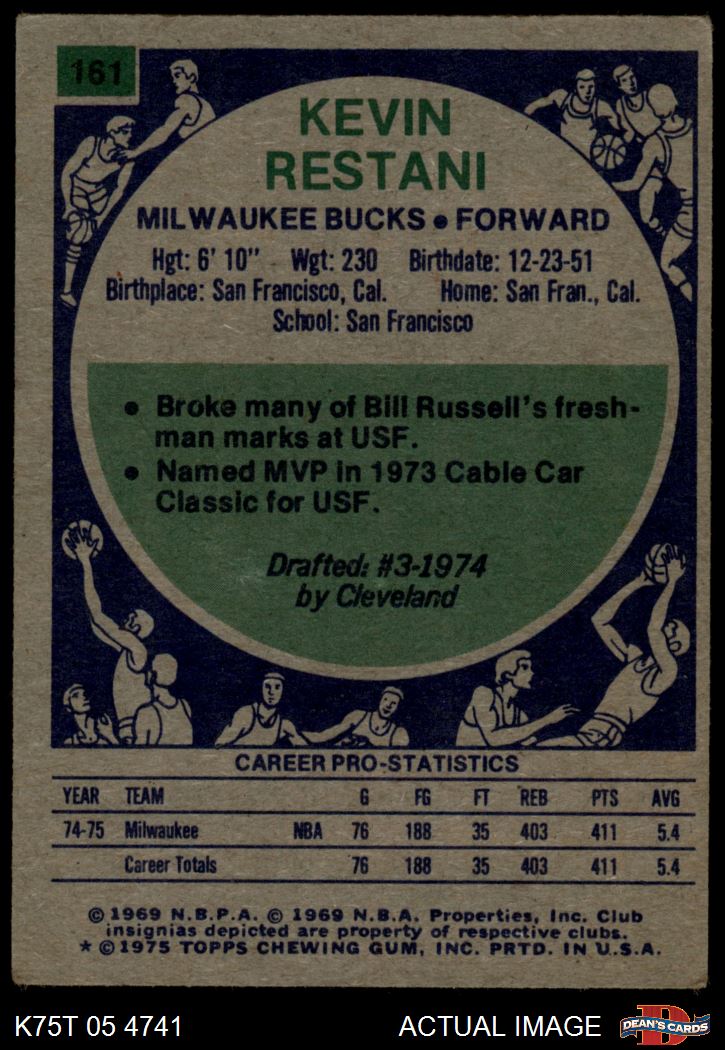 161
KEVIN
RESTANI
MILWAUKEE BUCKS • FORWARD
Hgt: 6' 10" Wgt: 230 Birthdate: 12-23-51
Birthplace: San Francisco, Cal. Home: San Fran., Cal.
School: San Francisco
• Broke many of Bill Russell's fresh-
man marks at USF.
• Named MVP in 1973 Cable Car
Classic for USF.
Drafted: #3-1974
by Cleveland
CAREER PRO-STATISTICS
YEAR TEAM G FG FT REB PTS AVG
74-75 Milwaukee NBA 76 188 35 403 411 5.4
Career Totals 76 188 35 403 411 5.4
© 1969 N.B.P.A. © 1969 N.B.A. Properties, Inc. Club
insignias depicted are property of respective clubs.
* © 1975 TOPPS CHEWING GUM, INC. PRTD. IN U.S.A.
K75T 05 4741 ACTUAL IMAGE D DEAN'S CARDS